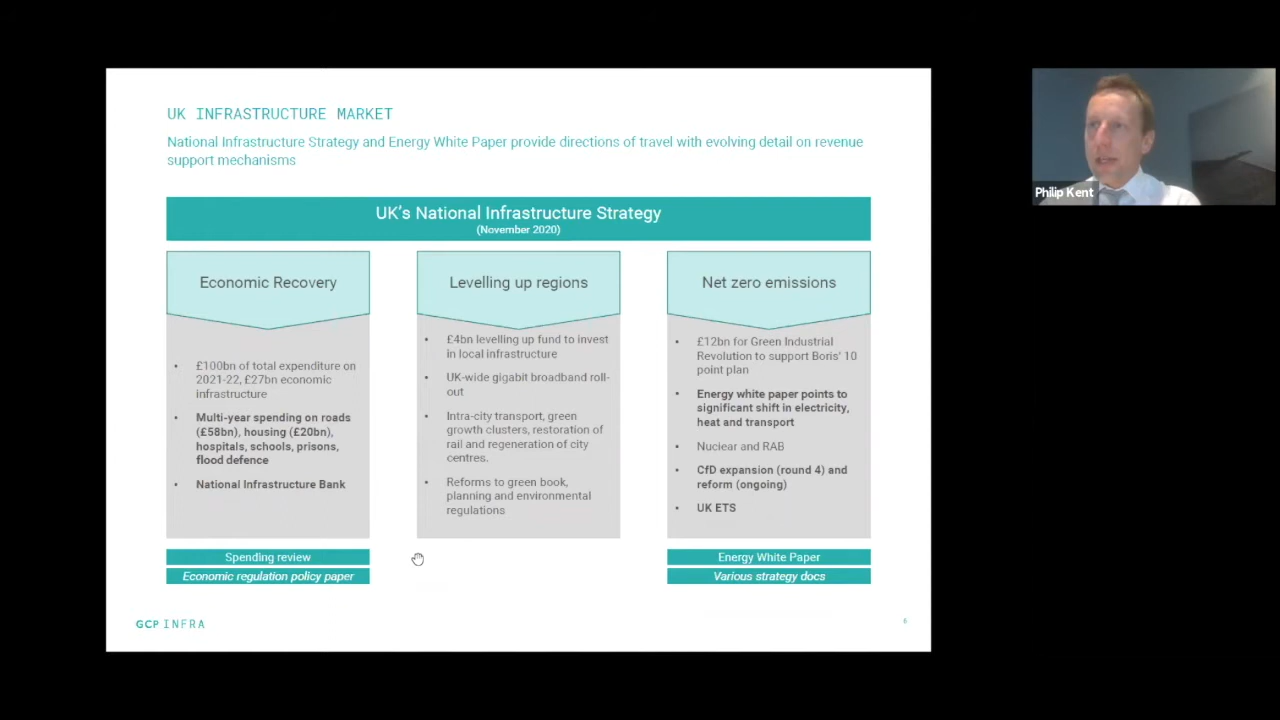 UK INFRASTRUCTURE MARKET
National Infrastructure Strategy and Energy White Paper provide directions of travel with evolving detail on revenue
support mechanisms
UK's National Infrastructure Strategy
(November 2020)
Economic Recovery
• £100bn of total expenditure on
2021-22, £27bn economic
infrastructure
• Multi-year spending on roads
(£58bn), housing (£20bn),
hospitals, schools, prisons,
flood defence
• National Infrastructure Bank
Spending review
Economic regulation policy paper
Levelling up regions
• £4bn levelling up fund to invest
in local infrastructure
• UK-wide gigabit broadband roll-
out
• Intra-city transport, green
growth clusters, restoration of
rail and regeneration of city
centres.
• Reforms to green book,
planning and environmental
regulations
Net zero emissions
• £12bn for Green Industrial
Revolution to support Boris' 10
point plan
• Energy white paper points to
significant shift in electricity,
heat and transport
• Nuclear and RAB
• CfD expansion (round 4) and
reform (ongoing)
• UK ETS
Energy White Paper
Various strategy docs
GCP INFRA
6
Philip Kent